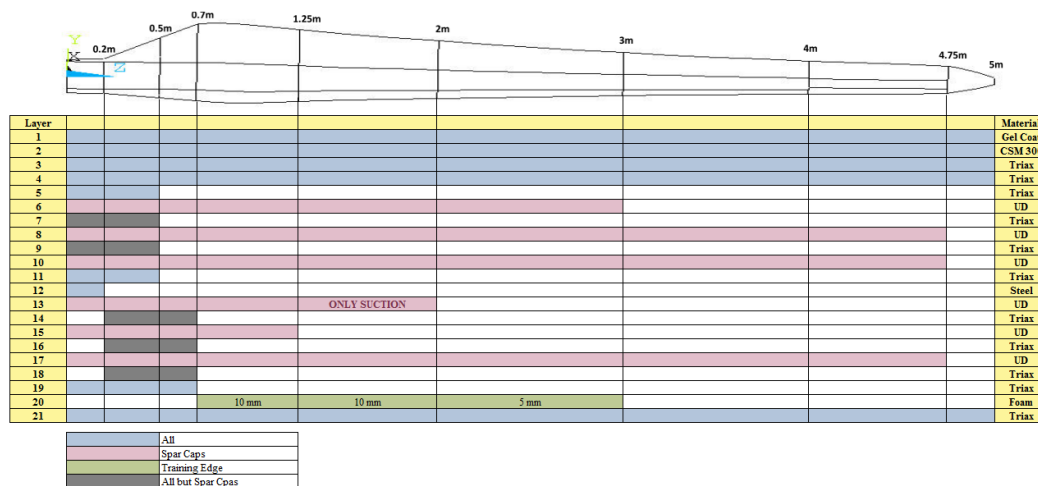 0.7m
0.5m
1.25m
2m
3m
4m
4.75m
5m
0.2m
Y
X
Z
Layer Material
1 Gel Coat
2 CSM 300
3 Triax
4 Triax
5 Triax
6 UD
7 Triax
8 UD
9 Triax
10 UD
11 Triax
12 Steel
13 ONLY SUCTION UD
14 Triax
15 UD
16 Triax
17 UD
18 Triax
19 Triax
20 10 mm 10 mm 5 mm Foam
21 Triax
All
Spar Caps
Training Edge
All but Spar Cpas